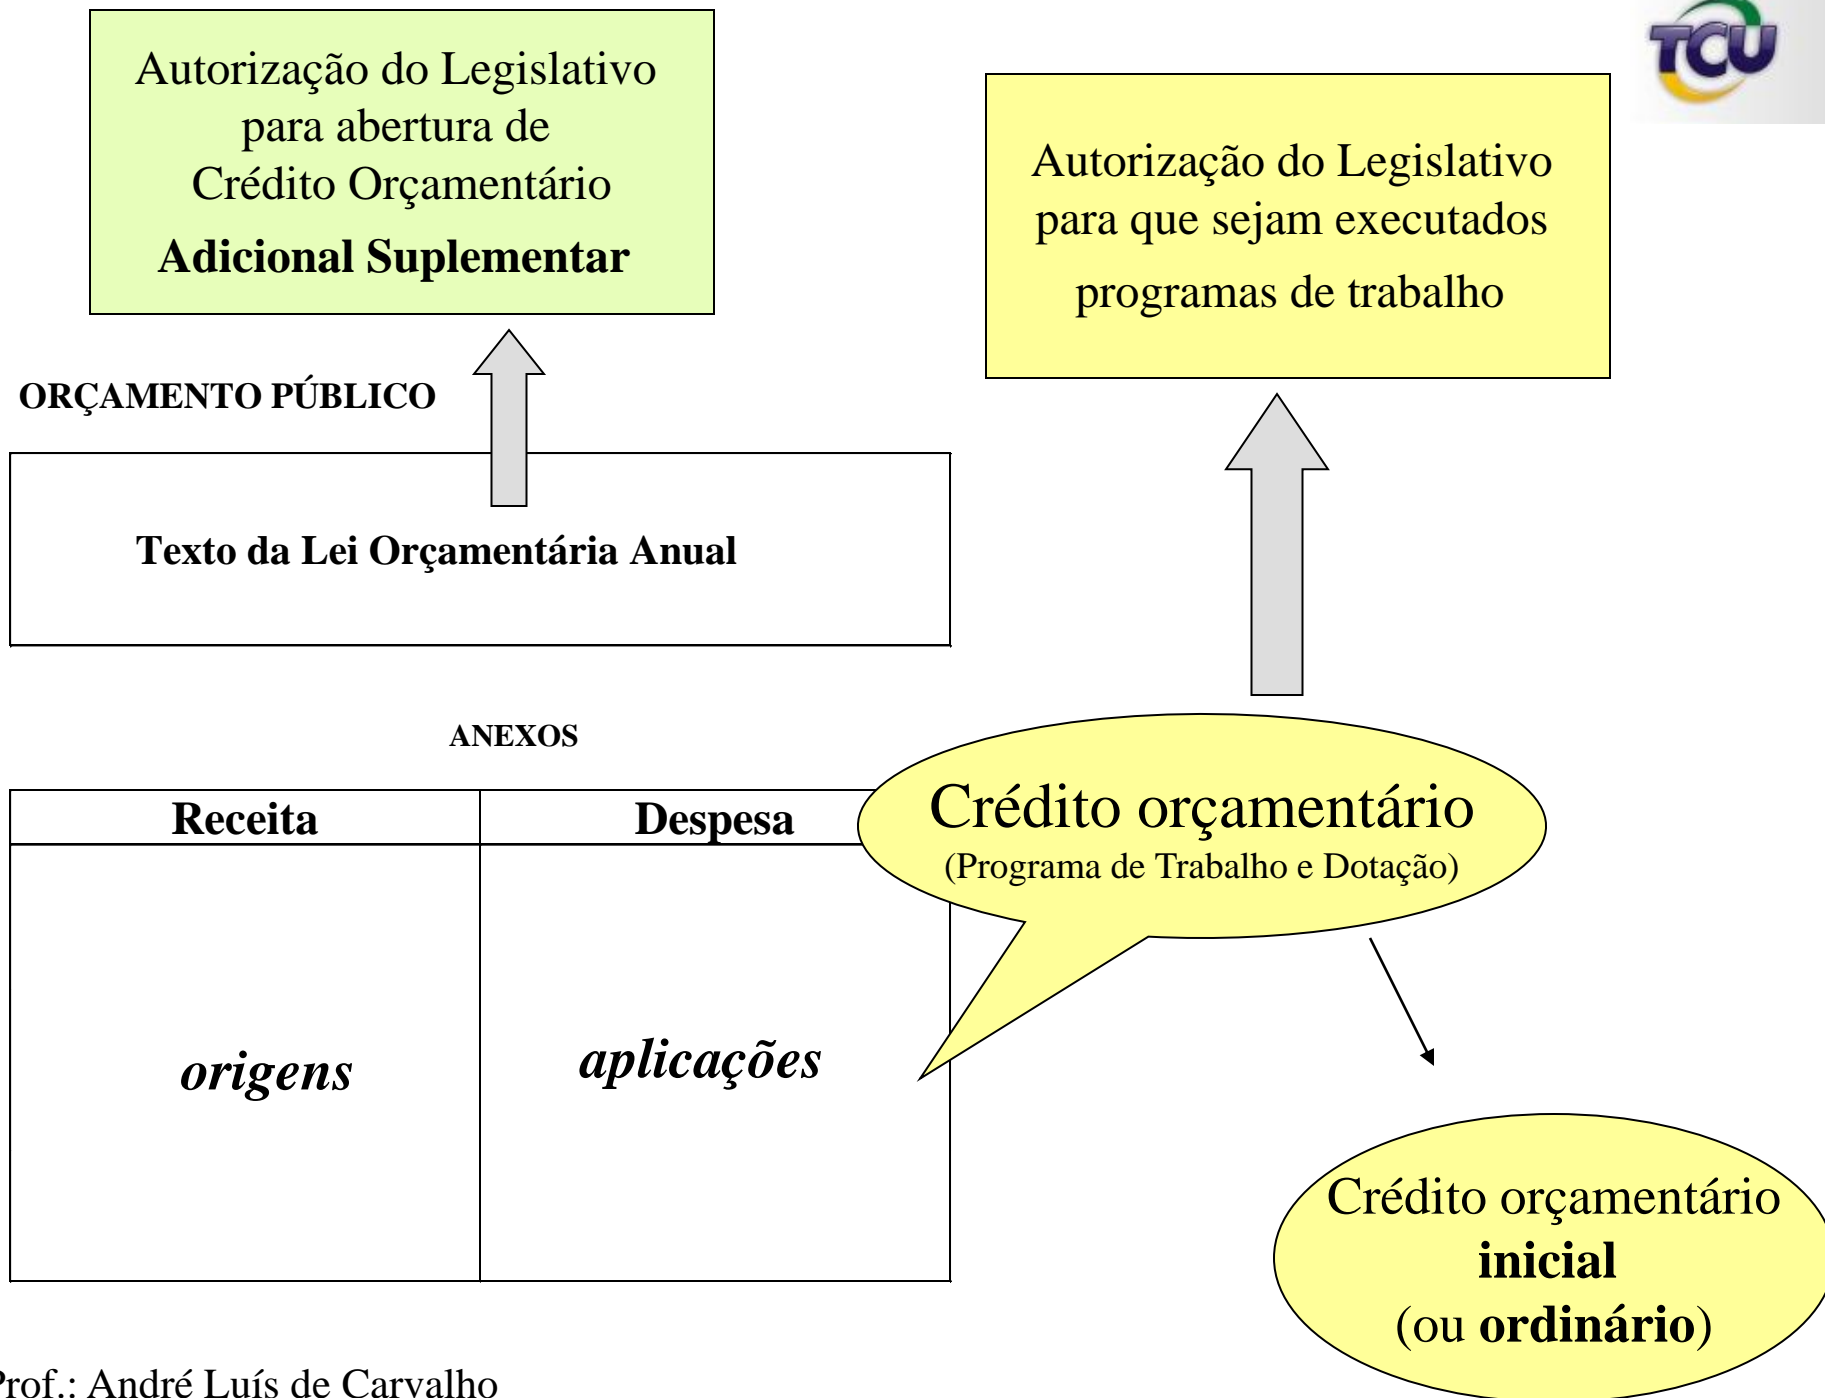 TCU
Autorização do Legislativo
para abertura de
Crédito Orçamentário
Adicional Suplementar
Autorização do Legislativo
para que sejam executados
programas de trabalho
ORÇAMENTO PÚBLICO
Texto da Lei Orçamentária Anual
ANEXOS
Receita
Despesa
origens
aplicações
Crédito orçamentário
(Programa de Trabalho e Dotação)
Crédito orçamentário
inicial
(ou ordinário)
Prof.: André Luís de Carvalho